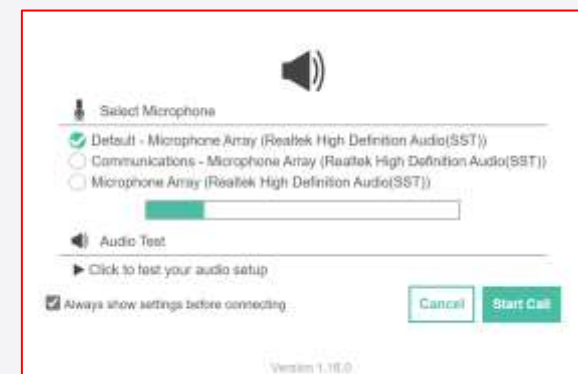 Select Microphone
Default - Microphone Array (Realtek High Definition Audio(SST))
Communications - Microphone Array (Realtek High Definition Audio(SST))
Microphone Array (Realtek High Definition Audio(SST))
Audio Test
Click to test your audio setup
Always show settings before connecting
Cancel
Start Call
Version 1.16.0